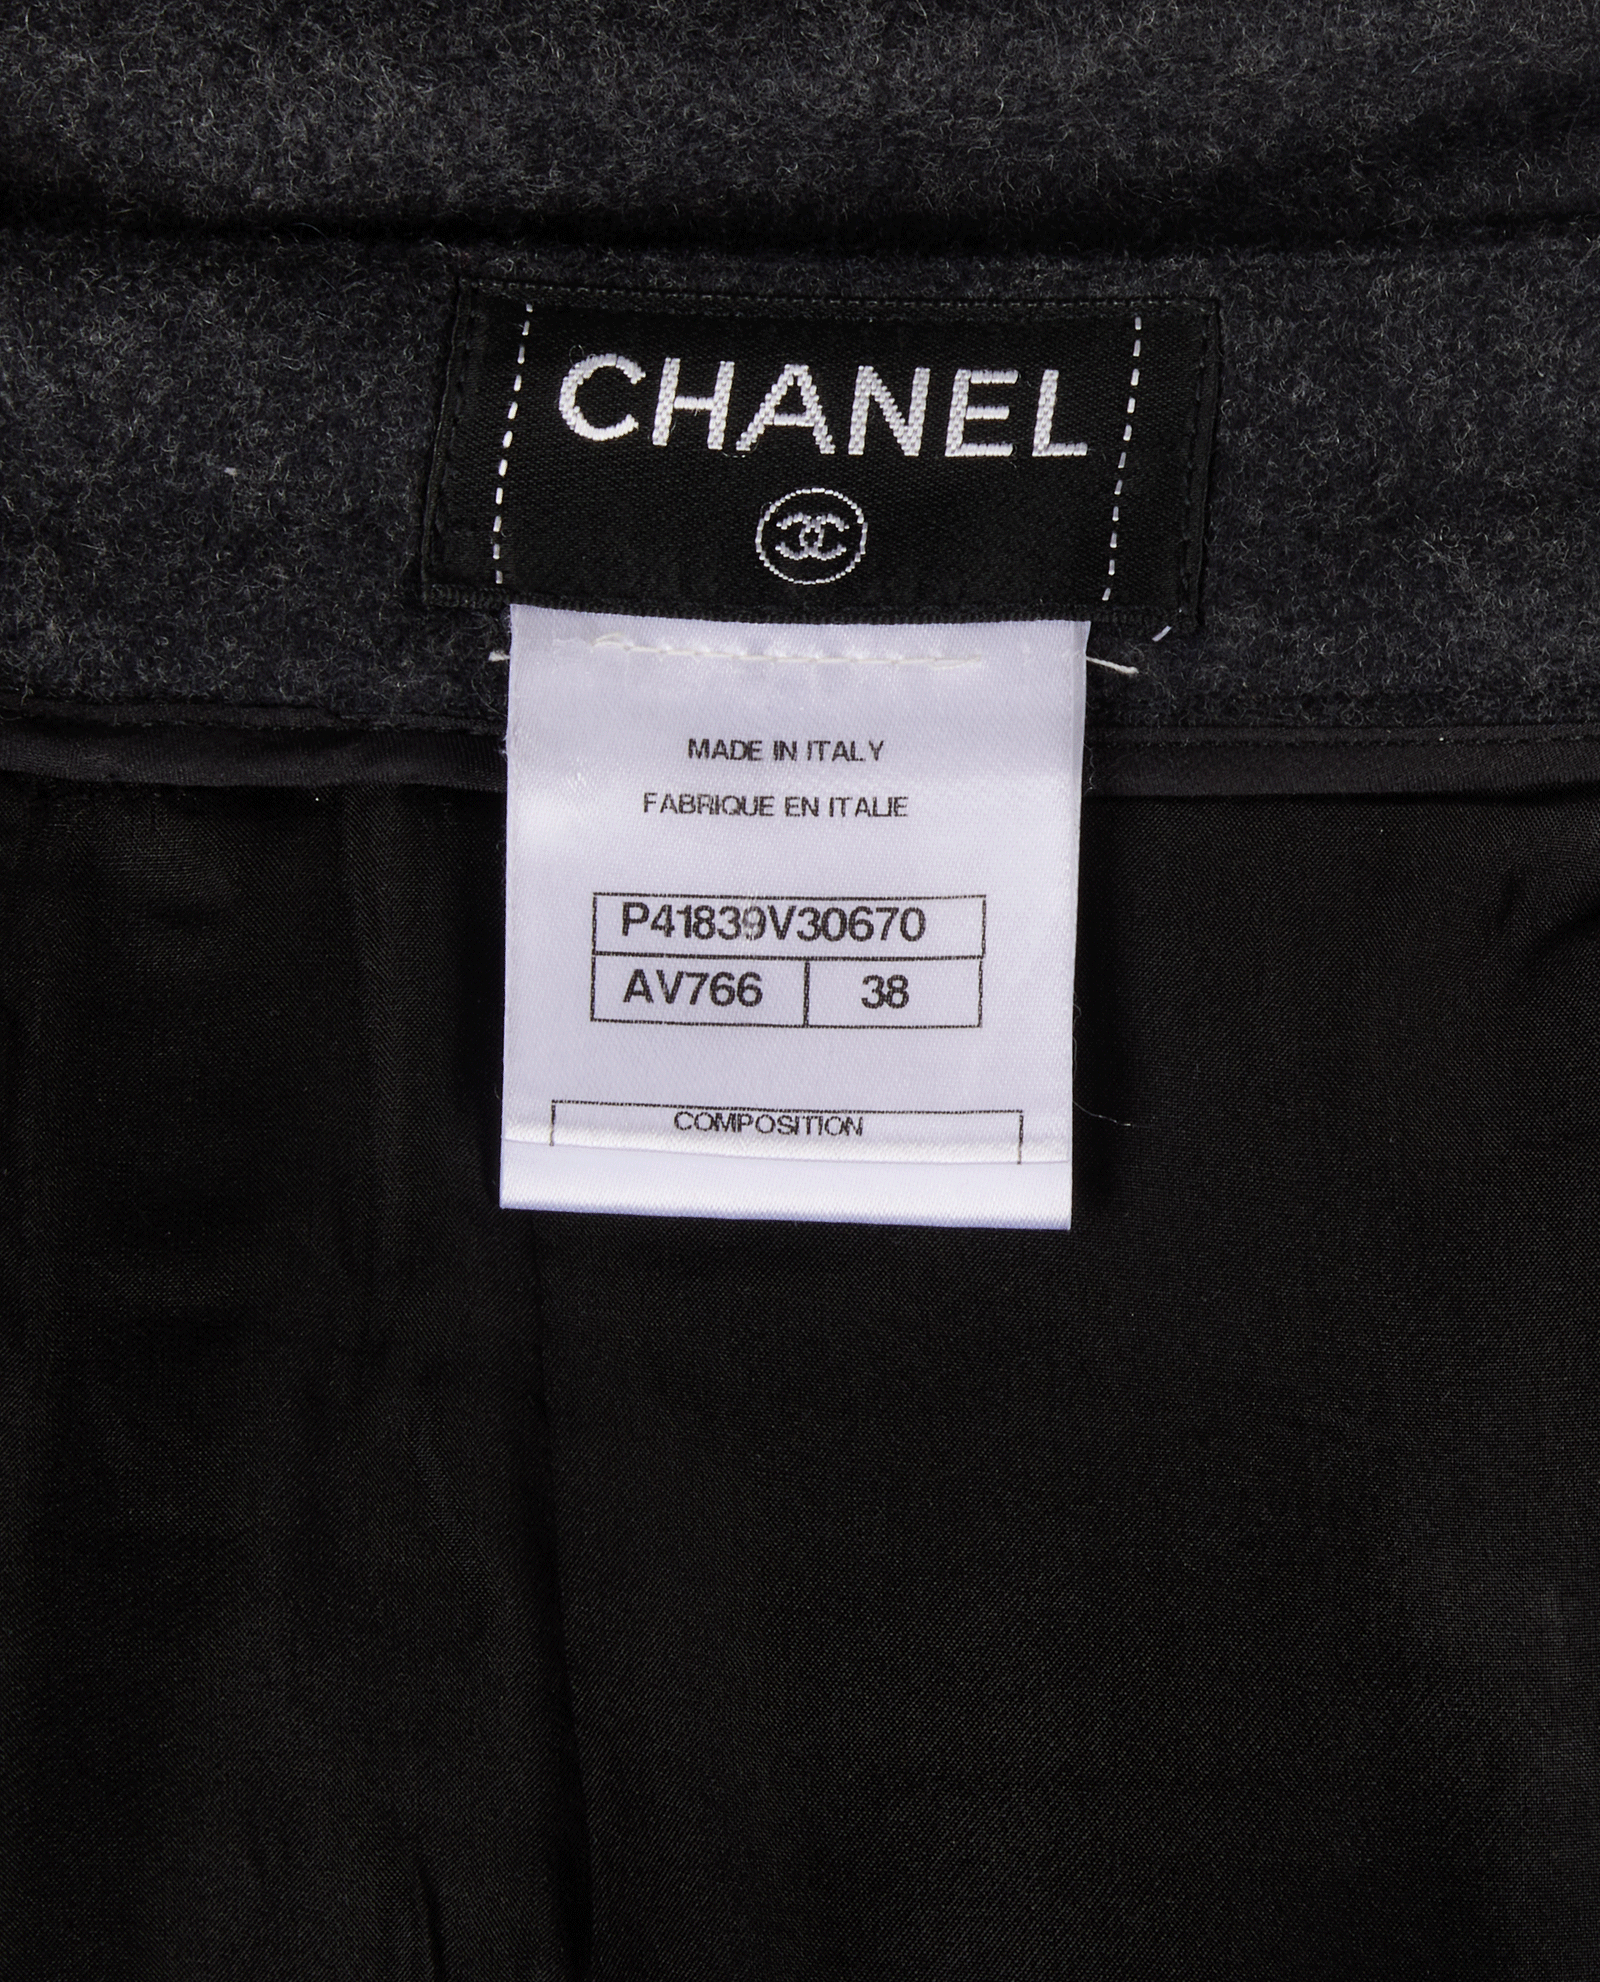 CHANEL
MADE IN ITALY
FABRIQUE EN ITALIE
P41839V30670
AV766 38
COMPOSITION